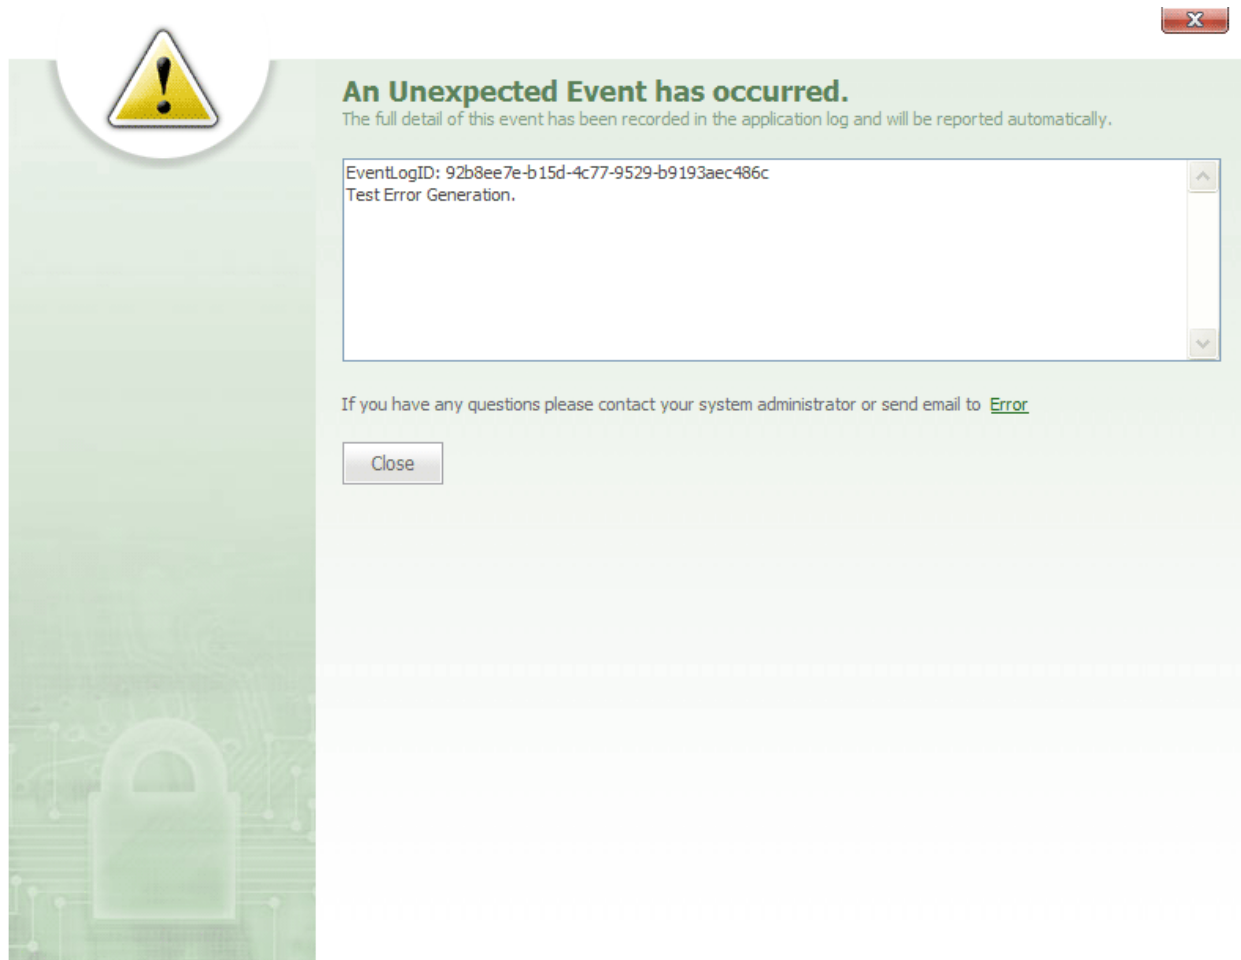 An Unexpected Event has occurred.
The full detail of this event has been recorded in the application log and will be reported automatically.
EventLogID: 92b8ee7e-b15d-4c77-9529-b9193aec486c
Test Error Generation.
If you have any questions please contact your system administrator or send email to Error
Close